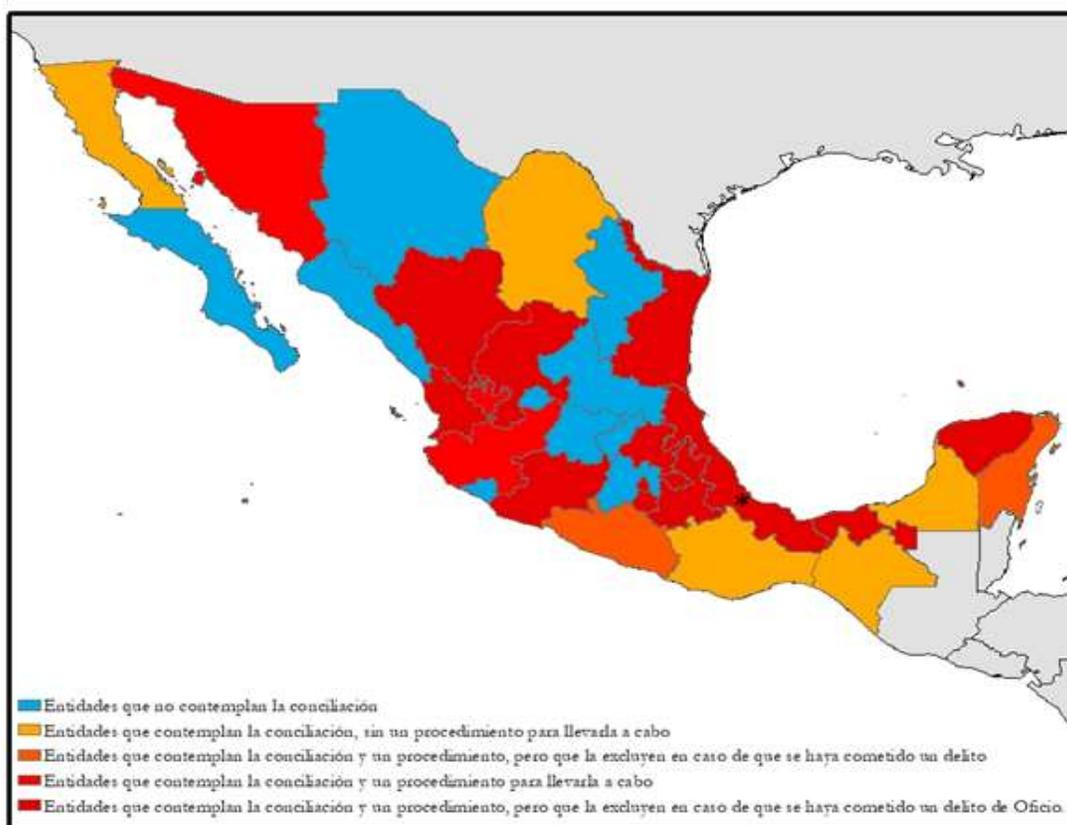 Entidades que no contemplan la conciliación
Entidades que contemplan la conciliación, sin un procedimiento para llevarla a cabo
Entidades que contemplan la conciliación y un procedimiento, pero que la excluyen en caso de que se haya cometido un delito
Entidades que contemplan la conciliación y un procedimiento para llevarla a cabo
Entidades que contemplan la conciliación y un procedimiento, pero que la excluyen en caso de que se haya cometido un delito de Oficio.